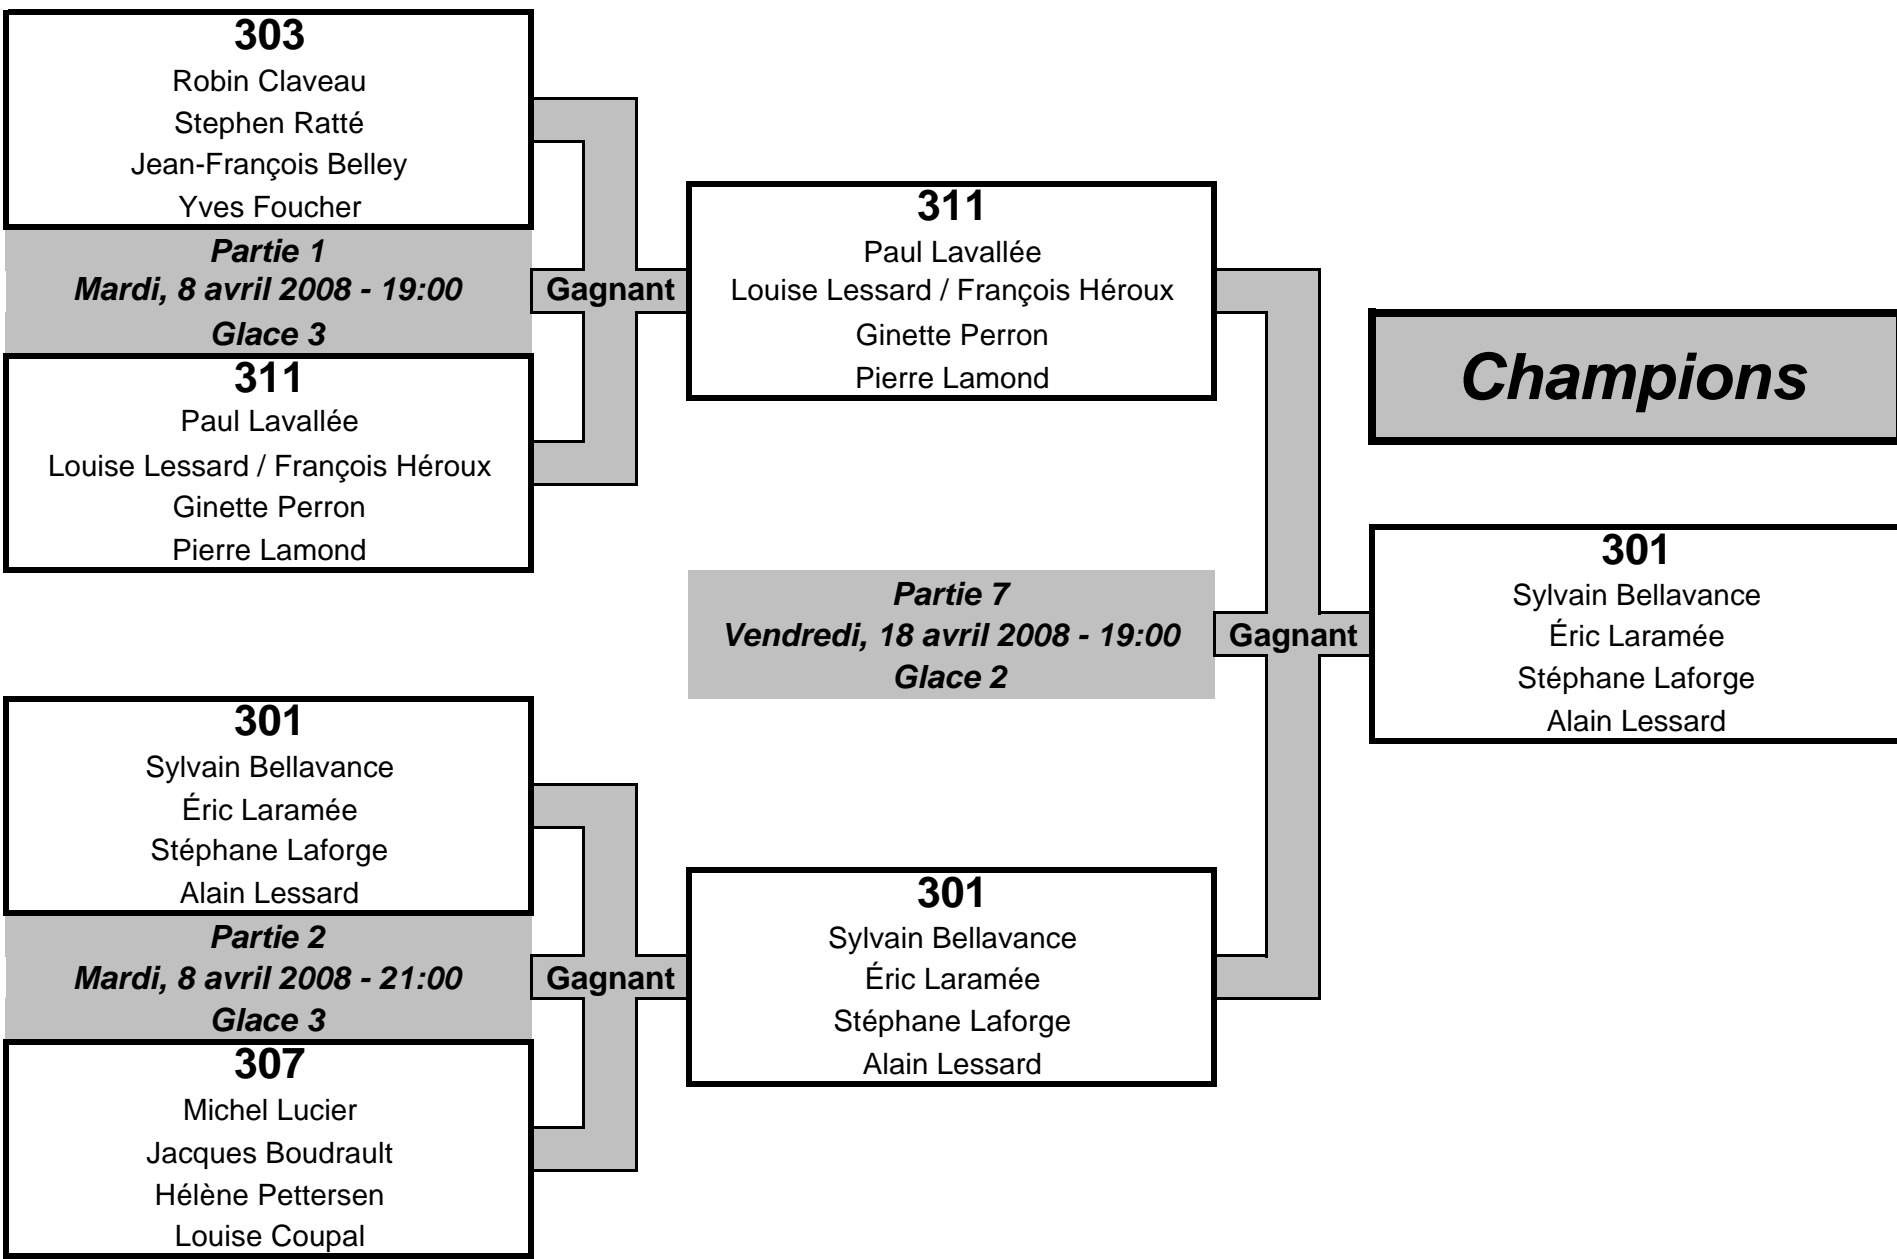 303
Robin Claveau
Stephen Ratté
Jean-François Belley
Yves Foucher
Partie 1
Mardi, 8 avril 2008 - 19:00
Glace 3
Gagnant
311
Paul Lavallée
Louise Lessard / François Héroux
Ginette Perron
Pierre Lamond
301
Sylvain Bellavance
Éric Laramée
Stéphane Laforge
Alain Lessard
Partie 2
Mardi, 8 avril 2008 - 21:00
Glace 3
Gagnant
307
Michel Lucier
Jacques Boudrault
Hélène Pettersen
Louise Coupal
311
Paul Lavallée
Louise Lessard / François Héroux
Ginette Perron
Pierre Lamond
Partie 7
Vendredi, 18 avril 2008 - 19:00
Glace 2
Gagnant
301
Sylvain Bellavance
Éric Laramée
Stéphane Laforge
Alain Lessard
Champions
301
Sylvain Bellavance
Éric Laramée
Stéphane Laforge
Alain Lessard